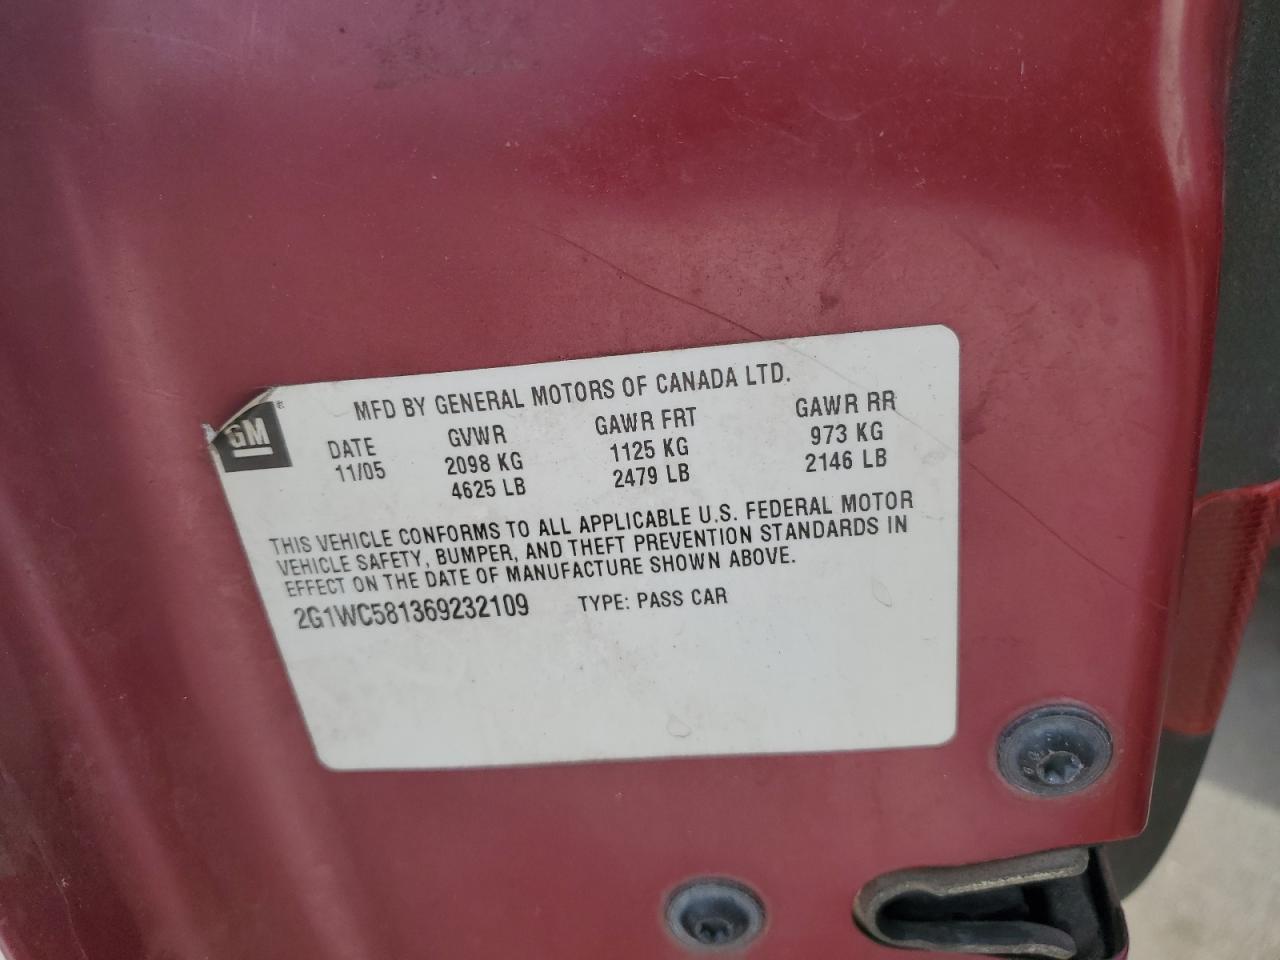 MFD BY GENERAL MOTORS OF CANADA LTD.
GM®
DATE GVWR GAWR FRT GAWR RR
11/05 2098 KG 1125 KG 973 KG
4625 LB 2479 LB 2146 LB
THIS VEHICLE CONFORMS TO ALL APPLICABLE U.S. FEDERAL MOTOR
VEHICLE SAFETY, BUMPER, AND THEFT PREVENTION STANDARDS IN
EFFECT ON THE DATE OF MANUFACTURE SHOWN ABOVE.
2G1WC581369232109 TYPE: PASS CAR